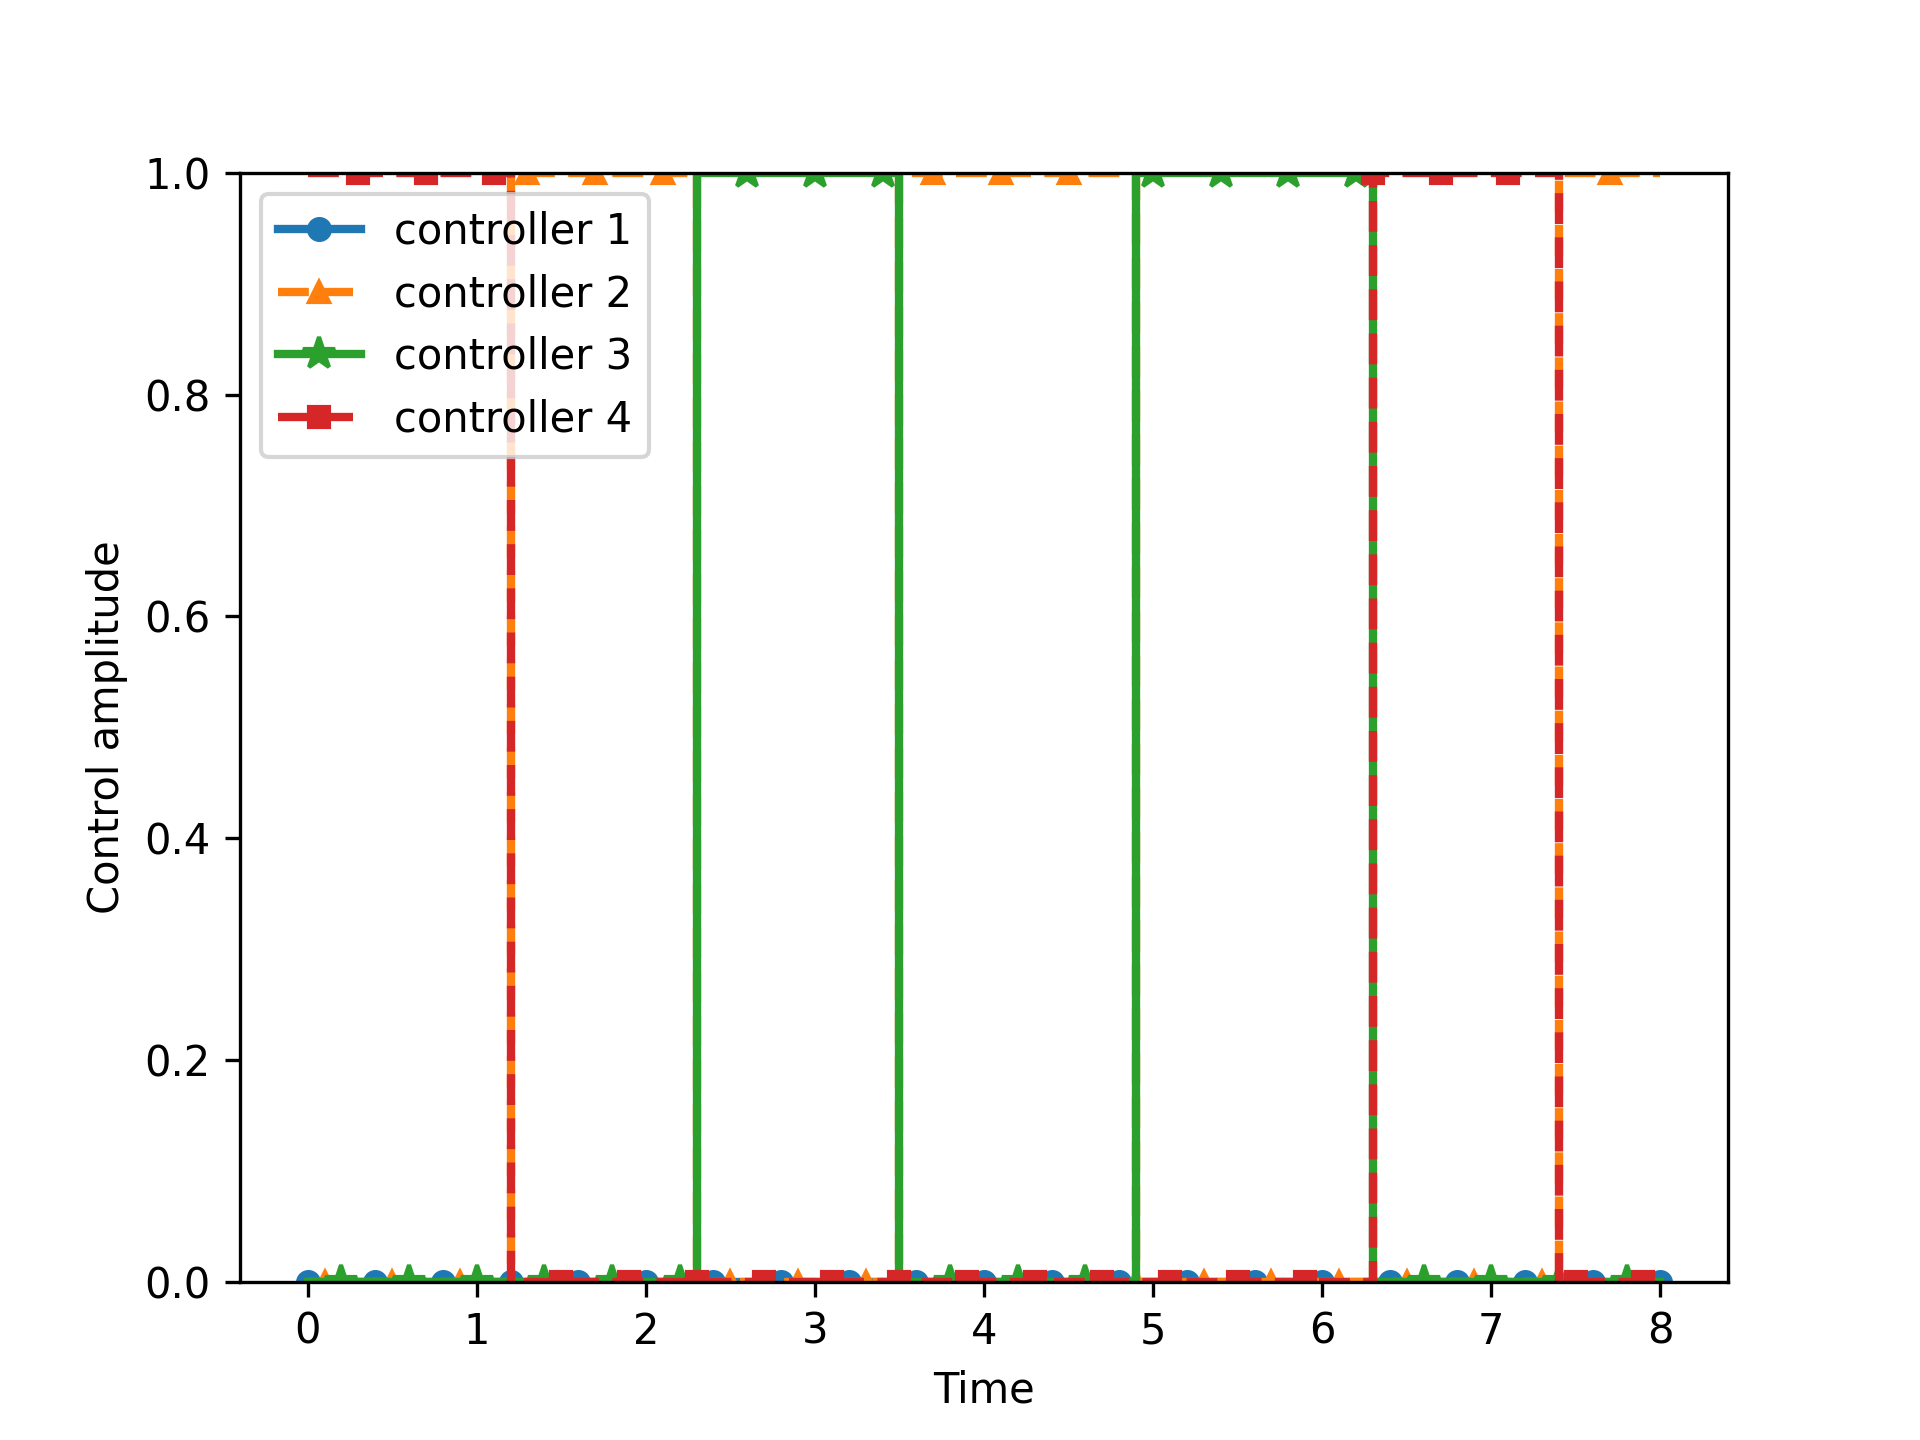 1.0
0.8
0.6
0.4
0.2
0.0
Control amplitude
controller 1
controller 2
controller 3
controller 4
0 1 2 3 4 5 6 7 8
Time